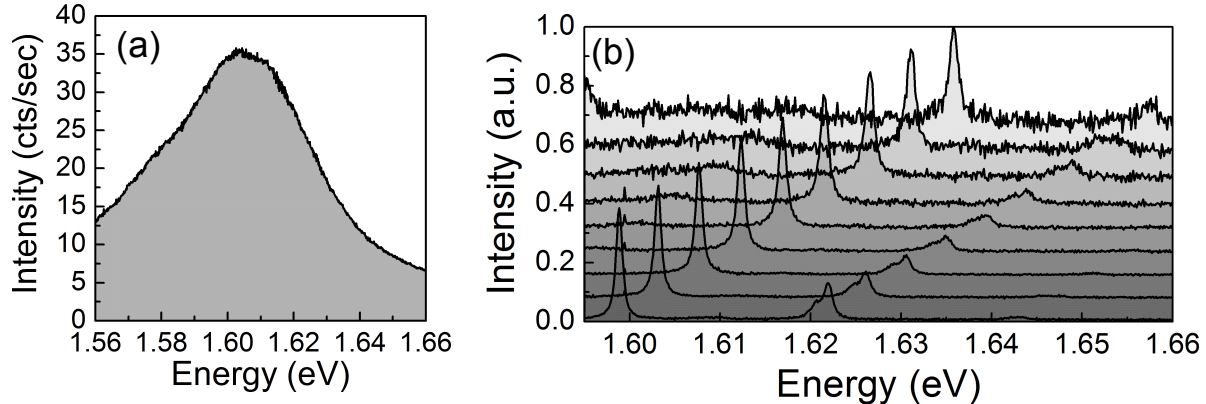 (a)
Intensity (cts/sec)
40
35
30
25
20
15
10
5
0
1.56 1.58 1.60 1.62 1.64 1.66
Energy (eV)
(b)
Intensity (a.u.)
1.0
0.8
0.6
0.4
0.2
0.0
1.60 1.61 1.62 1.63 1.64 1.65 1.66
Energy (eV)